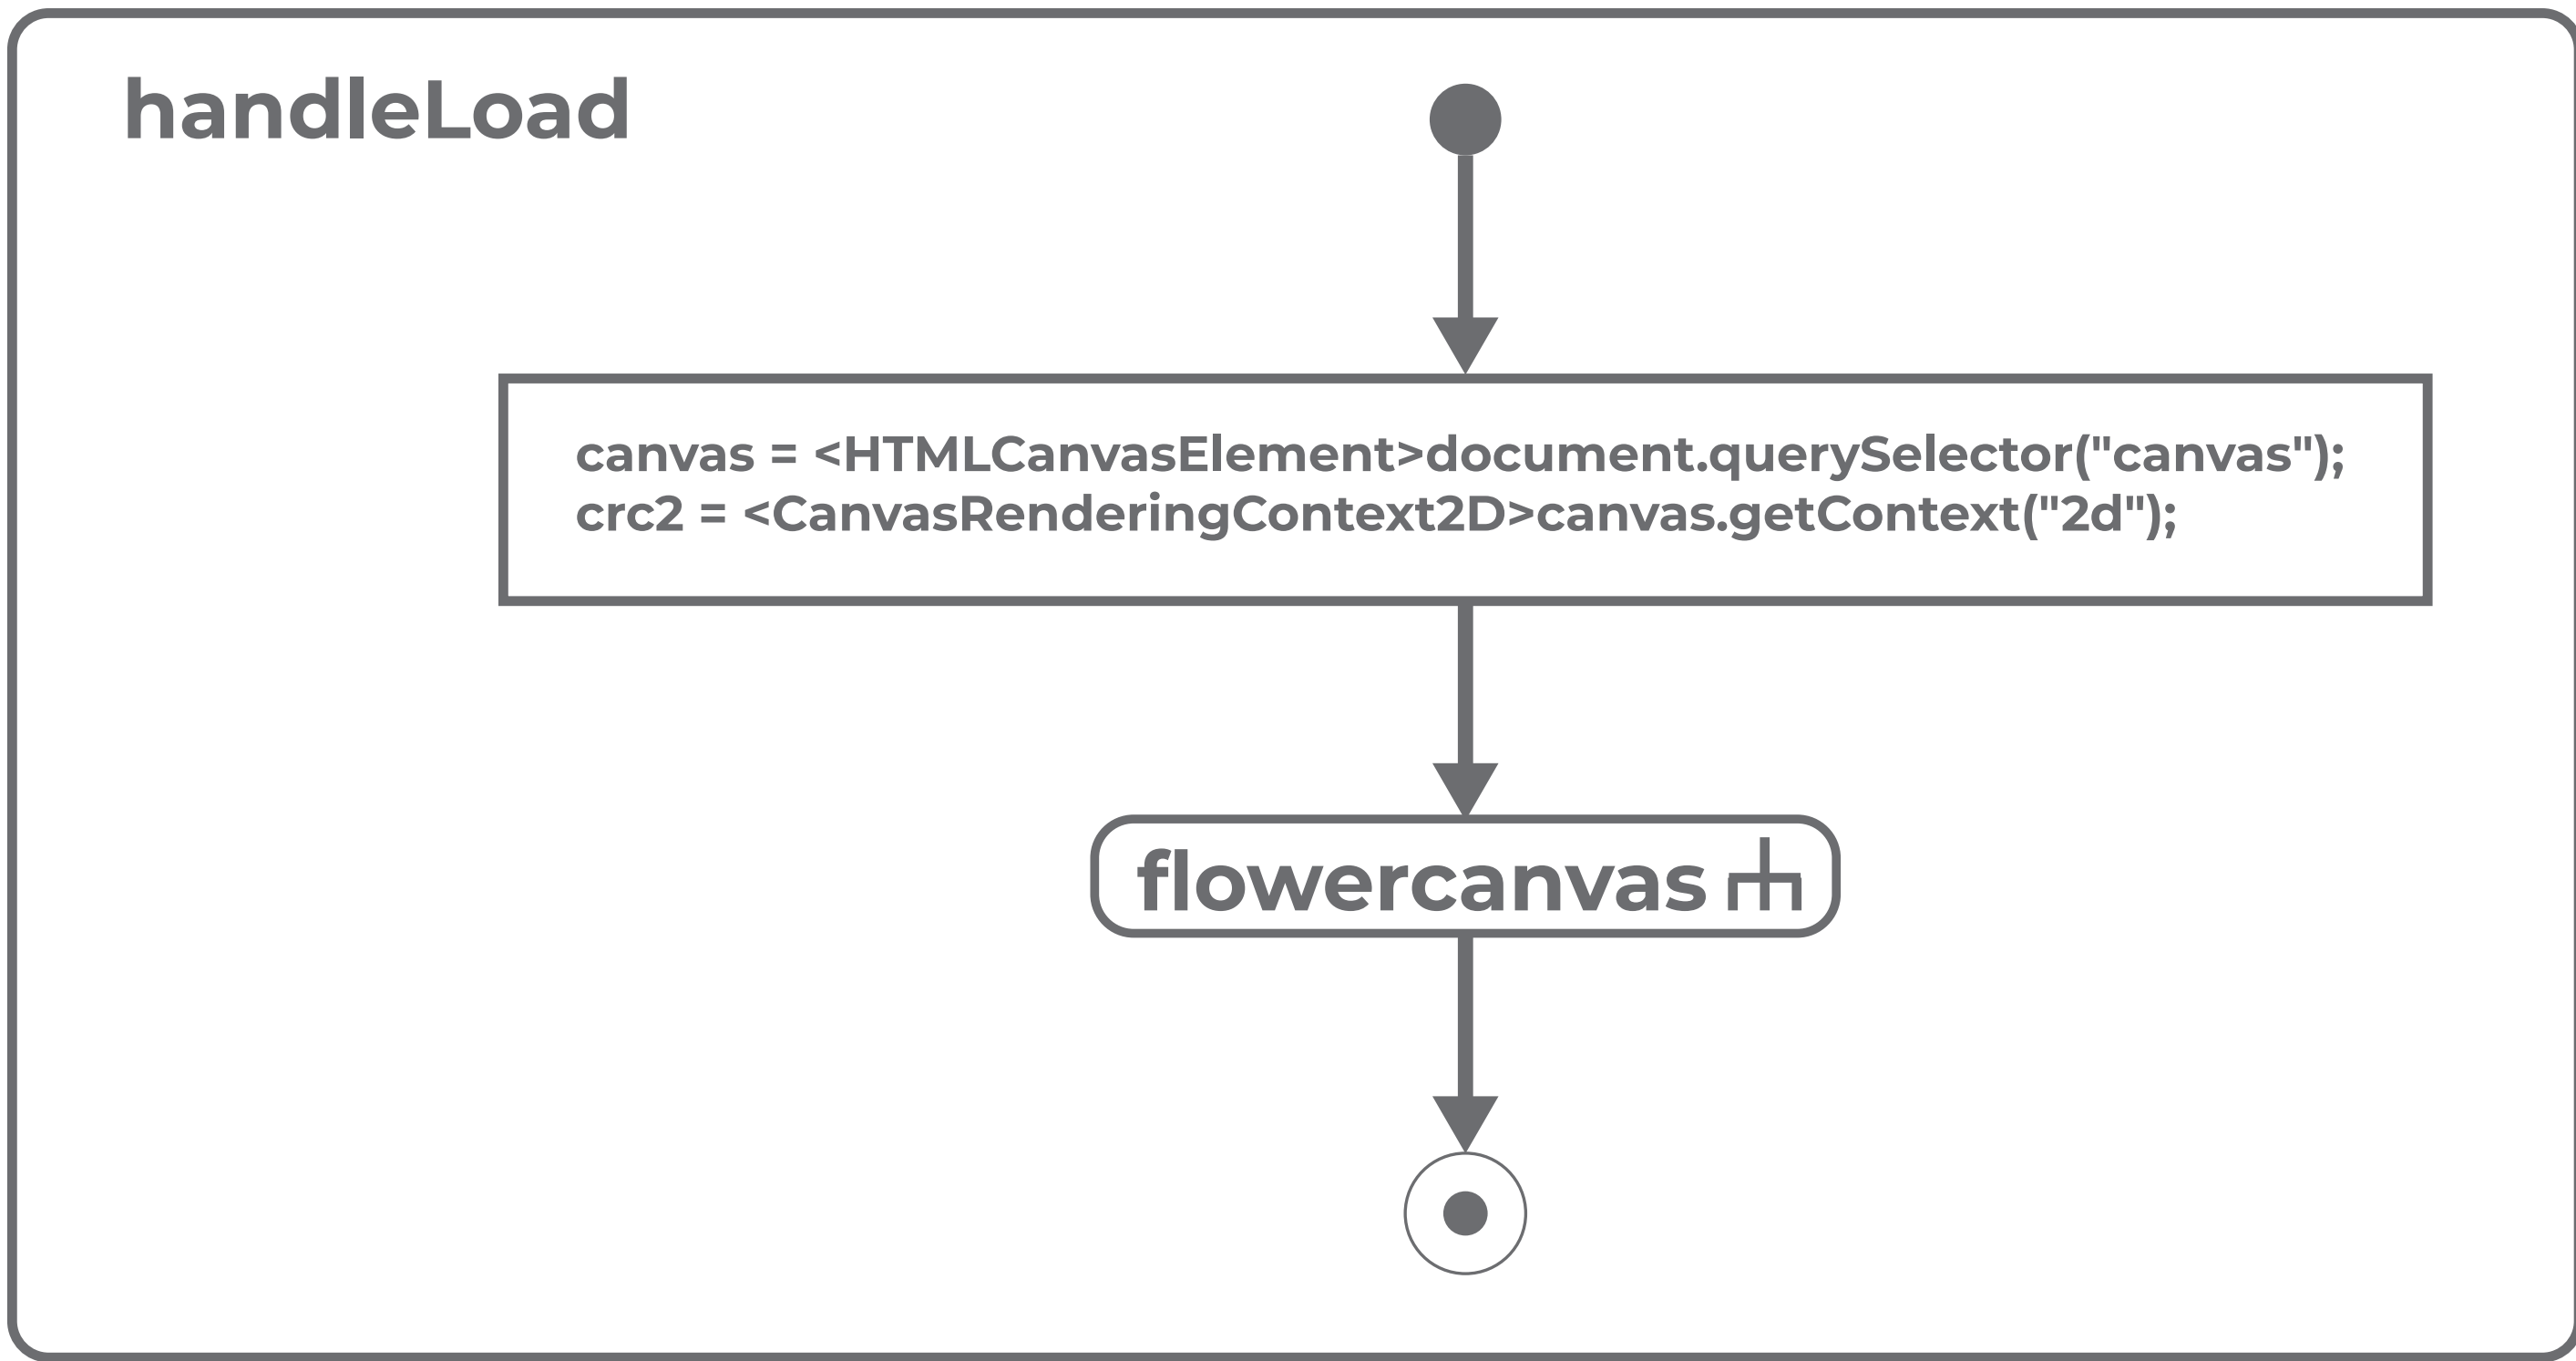 handleLoad
canvas = <HTMLCanvasElement>document.querySelector("canvas");
crc2 = <CanvasRenderingContext2D>canvas.getContext("2d");
flowercanvas